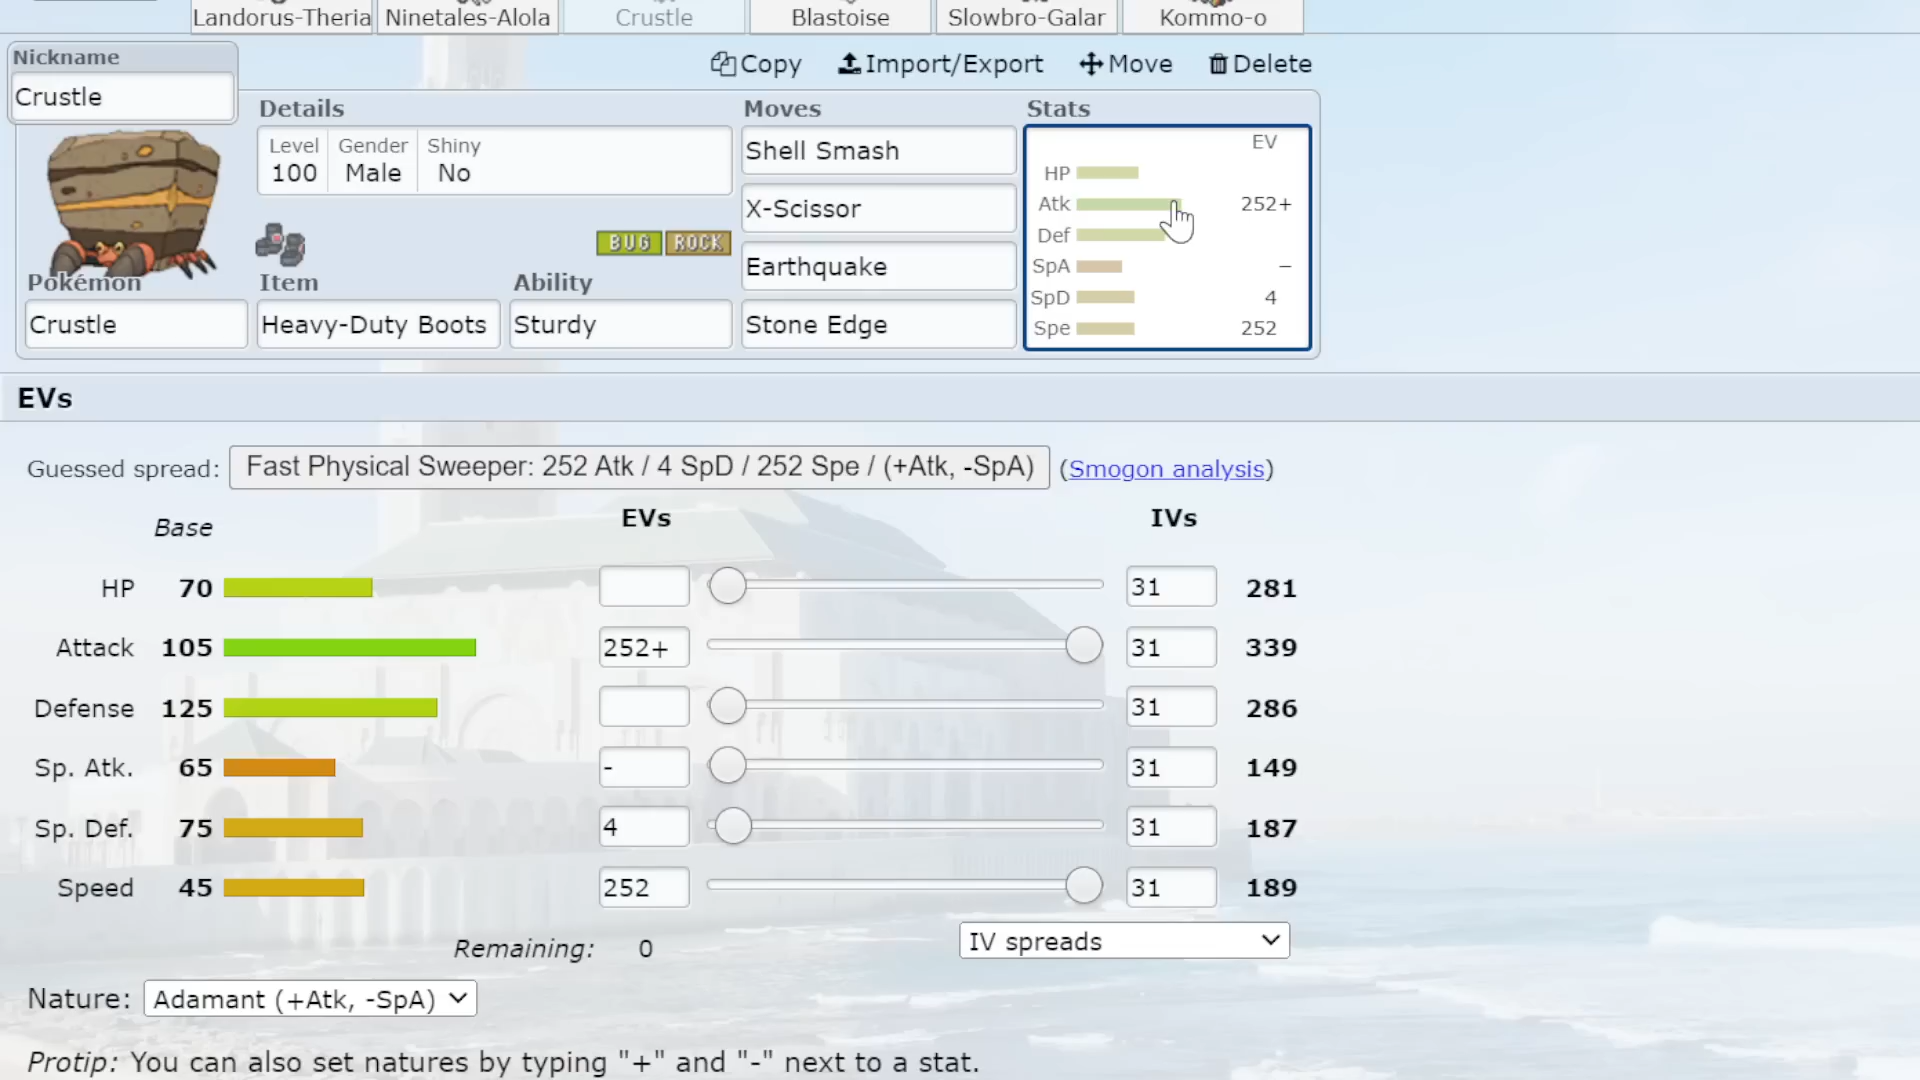 Landorus-Theria Ninetales-Alola Crustle Blastoise Slowbro-Galar Kommo-o
Nickname
Crustle
Copy Import/Export Move Delete
Details
Level Gender Shiny
100 Male No
BUG ROCK
Pokémon Item Ability
Crustle Heavy-Duty Boots Sturdy
Moves
Shell Smash
X-Scissor
Earthquake
Stone Edge
Stats
EV
HP
Atk 252+
Def
SpA –
SpD 4
Spe 252
EVs
Guessed spread: Fast Physical Sweeper: 252 Atk / 4 SpD / 252 Spe / (+Atk, -SpA) (Smogon analysis)
Base EVs IVs
HP 70 31 281
Attack 105 252+ 31 339
Defense 125 31 286
Sp. Atk. 65 - 31 149
Sp. Def. 75 4 31 187
Speed 45 252 31 189
Remaining: 0 IV spreads
Nature: Adamant (+Atk, -SpA)
Protip: You can also set natures by typing "+" and "-" next to a stat.